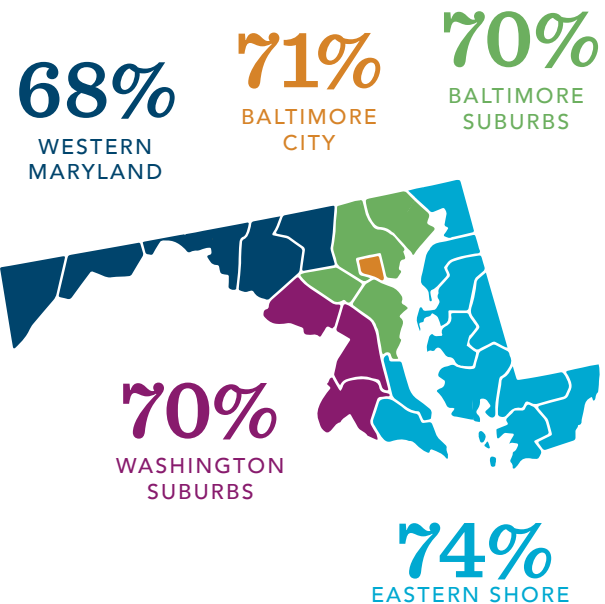 68%
WESTERN
MARYLAND
71%
BALTIMORE
CITY
70%
BALTIMORE
SUBURBS
70%
WASHINGTON
SUBURBS
74%
EASTERN SHORE